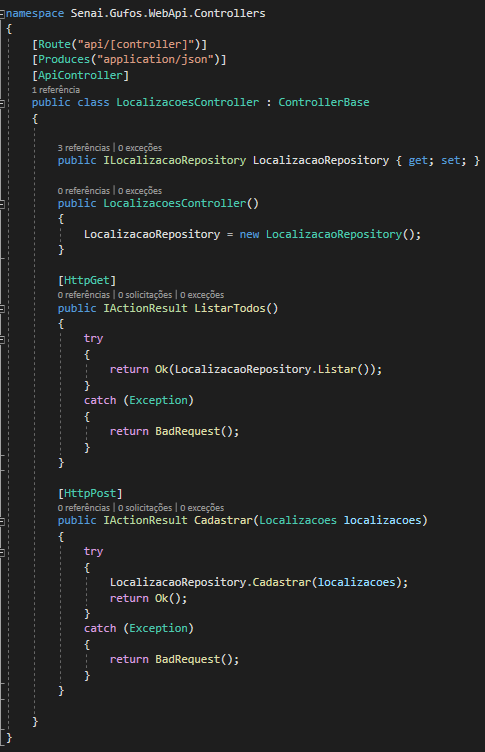 namespace Senai.Gufos.WebApi.Controllers
{
[Route("api/[controller]")]
[Produces("application/json")]
[ApiController]
1 referência
public class LocalizacoesController : ControllerBase
{
3 referências | 0 exceções
public ILocalizacaoRepository LocalizacaoRepository { get; set; }
0 referências | 0 exceções
public LocalizacoesController()
{
LocalizacaoRepository = new LocalizacaoRepository();
}
[HttpGet]
0 referências | 0 solicitações | 0 exceções
public IActionResult ListarTodos()
{
try
{
return Ok(LocalizacaoRepository.Listar());
}
catch (Exception)
{
return BadRequest();
}
}
[HttpPost]
0 referências | 0 solicitações | 0 exceções
public IActionResult Cadastrar(Localizacoes localizacoes)
{
try
{
LocalizacaoRepository.Cadastrar(localizacoes);
return Ok();
}
catch (Exception)
{
return BadRequest();
}
}
}
}